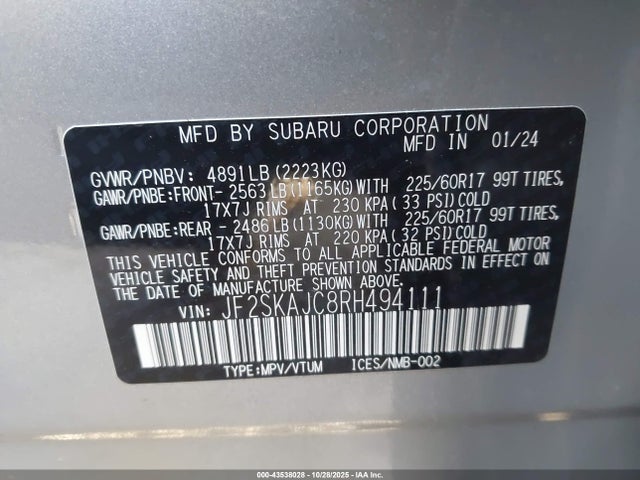 MFD BY SUBARU CORPORATION
MFD IN 01/24
GVWR/PNBV: 4891LB(2223KG)
GAWR/PNBE:FRONT- 2563LB(1165KG)WITH 225/60R17 99T TIRES,
17X7J RIMS AT 230 KPA(33 PSI)COLD
GAWR/PNBE:REAR - 2486LB(1130KG)WITH 225/60R17 99T TIRES,
17X7J RIMS AT 220 KPA(32 PSI)COLD
THIS VEHICLE CONFORMS TO ALL APPLICABLE FEDERAL MOTOR
VEHICLE SAFETY AND THEFT PREVENTION STANDARDS IN EFFECT ON
THE DATE OF MANUFACTURE SHOWN ABOVE.
VIN: JF2SKAJC8RH494111
TYPE:MPV/VTUM ICES/NMB-002
000-43538028 - 10/28/2025 - IAAI.com